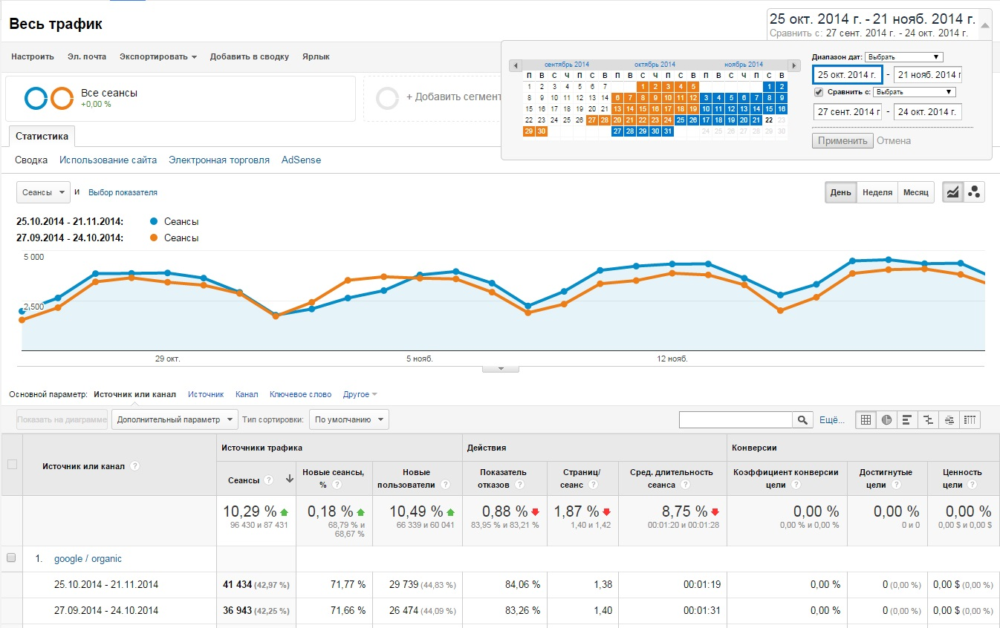 Весь трафик
25 окт. 2014 г. - 21 нояб. 2014 г.
Сравнить с: 27 сент. 2014 г. - 24 окт. 2014 г.
Настроить Эл. почта Экспортировать Добавить в сводку Ярлык
Все сеансы
+0,00 %
+ Добавить сегмент
сентябрь 2014 октябрь 2014 ноябрь 2014
П В С Ч П С В П В С Ч П С В П В С Ч П С В
1 2 3 4 5 6 7 1 2 3 4 5 1 2
8 9 10 11 12 13 14 6 7 8 9 10 11 12 3 4 5 6 7 8 9
15 16 17 18 19 20 21 13 14 15 16 17 18 19 10 11 12 13 14 15 16
22 23 24 25 26 27 28 20 21 22 23 24 25 26 17 18 19 20 21 22 23
29 30 27 28 29 30 31 24 25 26 27 28 29 30
Диапазон дат: Выбрать
25 окт. 2014 г. - 21 нояб. 2014 г
Сравнить с: Выбрать
27 сент. 2014 г - 24 окт. 2014 г.
Применить Отмена
Статистика
Сводка Использование сайта Электронная торговля AdSense
Сеансы И Выбор показателя
День Неделя Месяц
25.10.2014 - 21.11.2014: Сеансы
27.09.2014 - 24.10.2014: Сеансы
5 000
2,500
29 окт. 5 нояб. 12 нояб.
Основной параметр: Источник или канал Источник Канал Ключевое слово Другое
Показать на диаграмме Дополнительный параметр Тип сортировки: По умолчанию Ещё...
Источник или канал ? Источники трафика Действия Конверсии
Сеансы ? Новые сеансы, % ? Новые пользователи ? Показатель отказов ? Страниц/ сеанс ? Сред. длительность сеанса ? Коэффициент конверсии цели ? Достигнутые цели ? Ценность цели ?
10,29 % 0,18 % 10,49 % 0,88 % 1,87 % 8,75 % 0,00 % 0,00 % 0,00 %
96 430 и 87 431 68,79 % и 68,67 % 66 339 и 60 041 83,95 % и 83,21 % 1,40 и 1,42 00:01:20 и 00:01:28 0,00 % и 0,00 % 0 и 0 0,00 $ и 0,00 $
1. google / organic
25.10.2014 - 21.11.2014 41 434 (42,97 %) 71,77 % 29 739 (44,83 %) 84,06 % 1,38 00:01:19 0,00 % 0 (0,00 %) 0,00 $ (0,00 %)
27.09.2014 - 24.10.2014 36 943 (42,25 %) 71,66 % 26 474 (44,09 %) 83,26 % 1,40 00:01:31 0,00 % 0 (0,00 %) 0,00 $ (0,00 %)